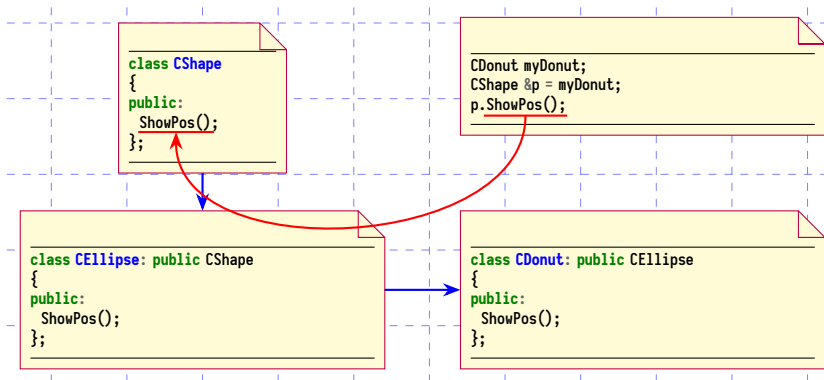 class CShape
{
public:
ShowPos();
};
CDonut myDonut;
CShape &p = myDonut;
p.ShowPos();
class CEllipse: public CShape
{
public:
ShowPos();
};
class CDonut: public CEllipse
{
public:
ShowPos();
};